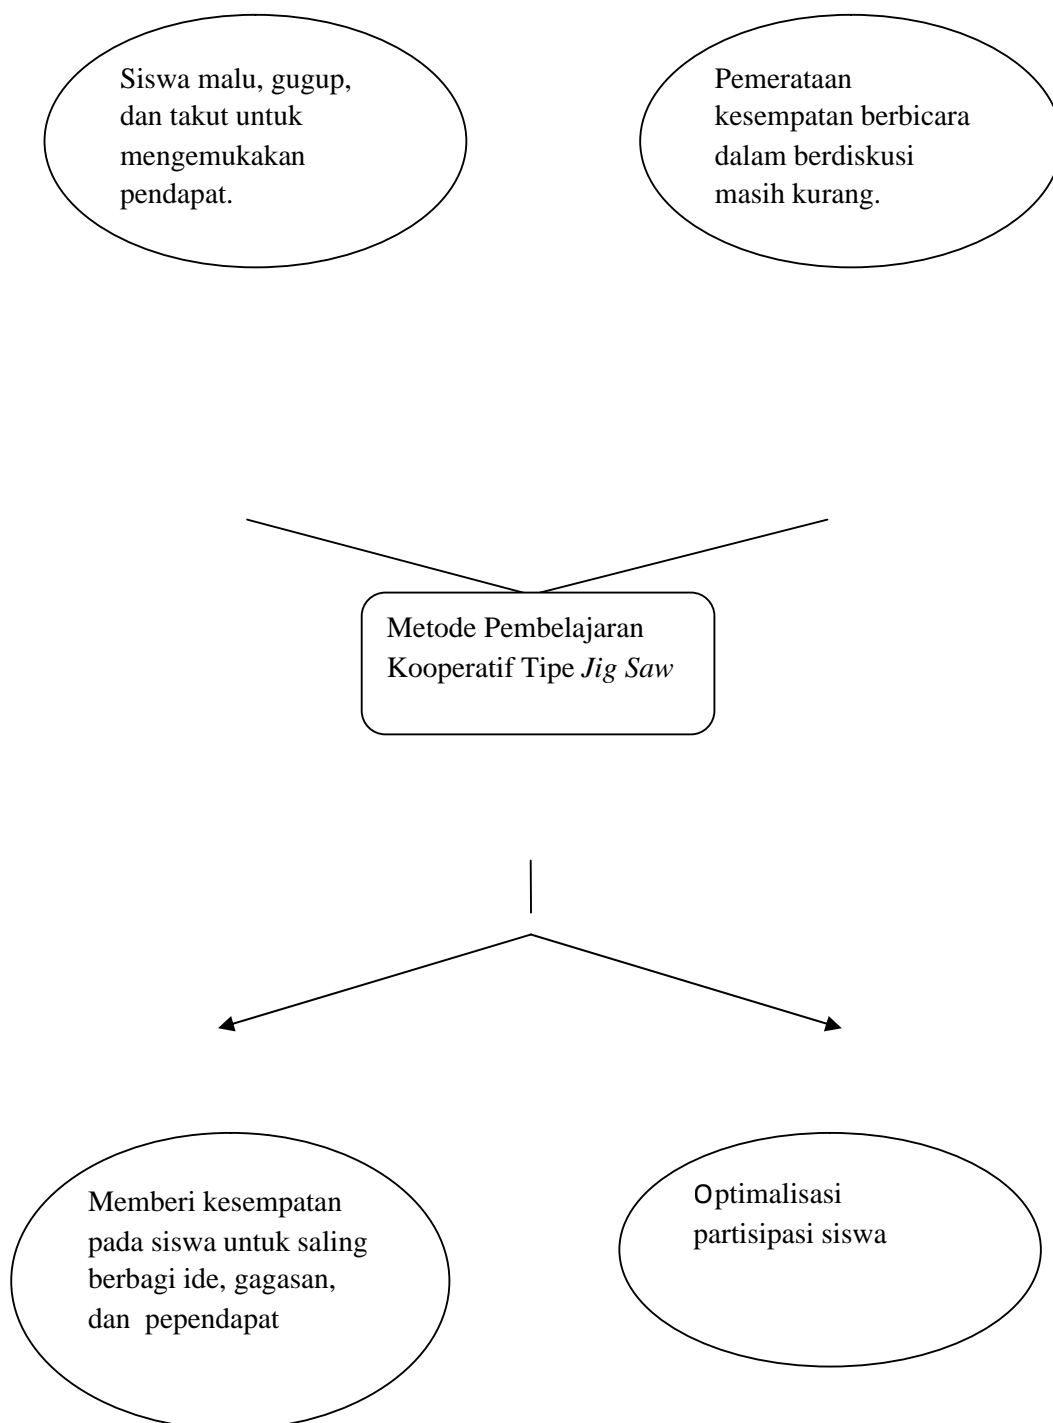 Siswa malu, gugup,
dan takut untuk
mengemukakan
pendapat.
Pemerataan
kesempatan berbicara
dalam berdiskusi
masih kurang.
Metode Pembelajaran
Kooperatif Tipe Jig Saw
Memberi kesempatan
pada siswa untuk saling
berbagi ide, gagasan,
dan  pependapat
Optimalisasi
partisipasi siswa